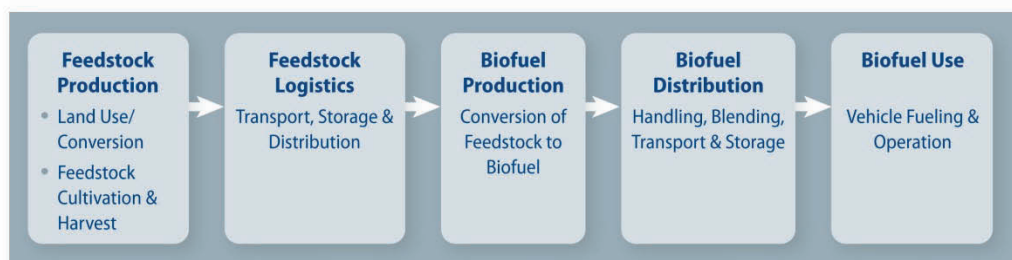 Feedstock
Production
• Land Use/
Conversion
• Feedstock
Cultivation &
Harvest
Feedstock
Logistics
Transport, Storage &
Distribution
Biofuel
Production
Conversion of
Feedstock to
Biofuel
Biofuel
Distribution
Handling, Blending,
Transport & Storage
Biofuel Use
Vehicle Fueling &
Operation